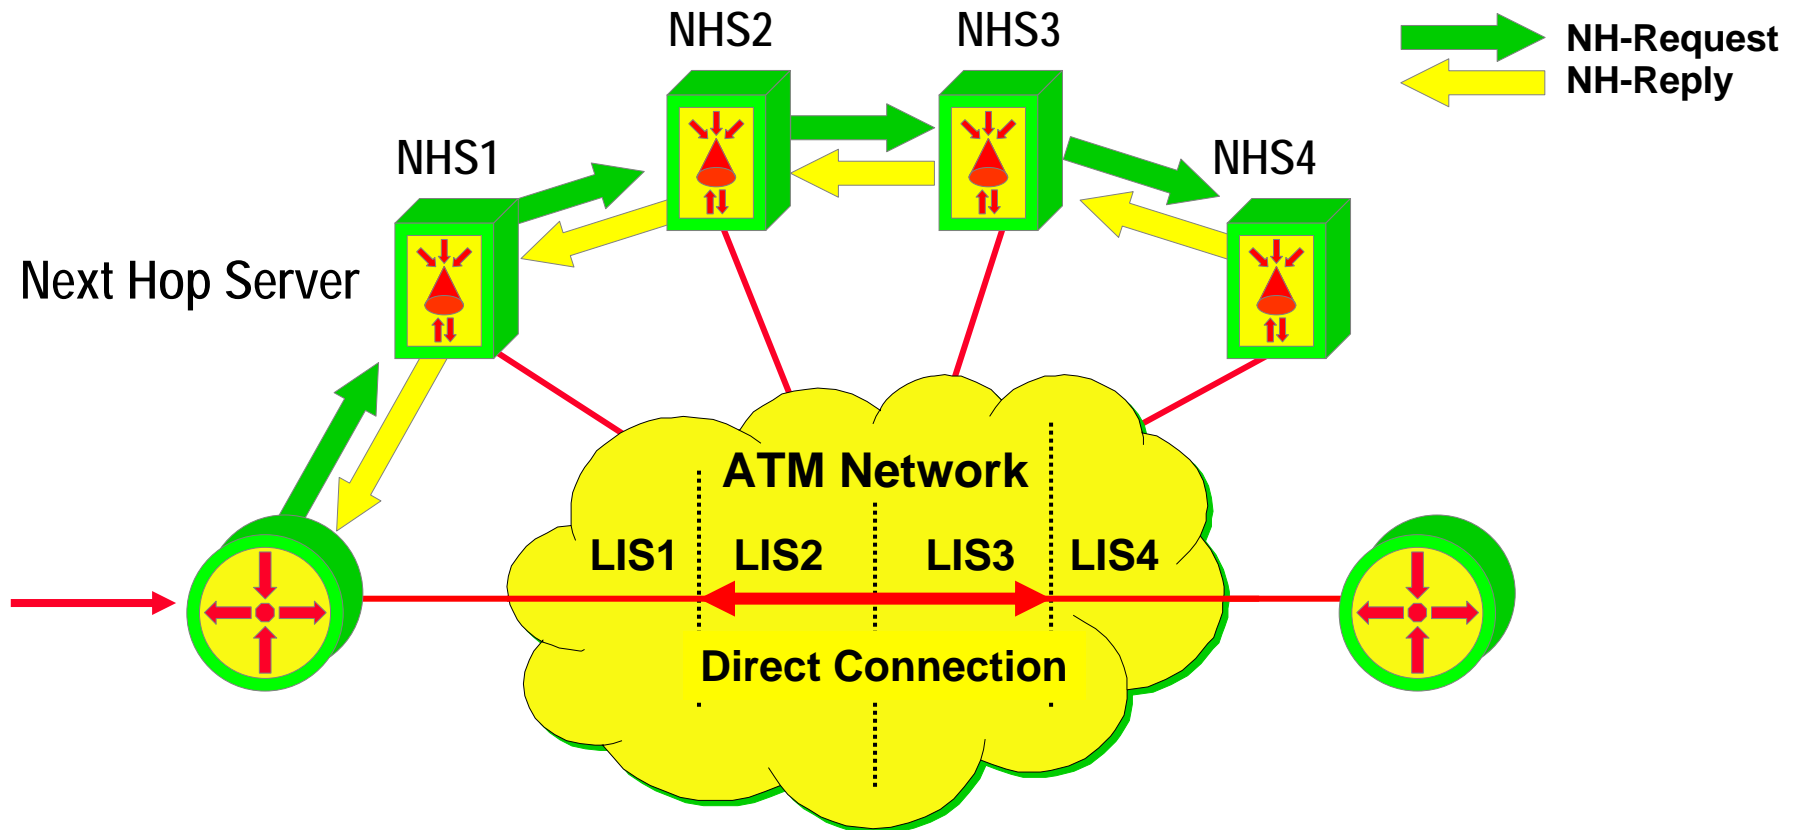 NHS2
NHS3
NH-Request
NH-Reply
NHS1
NHS4
Next Hop Server
ATM Network
LIS1
LIS2
LIS3
LIS4
Direct Connection